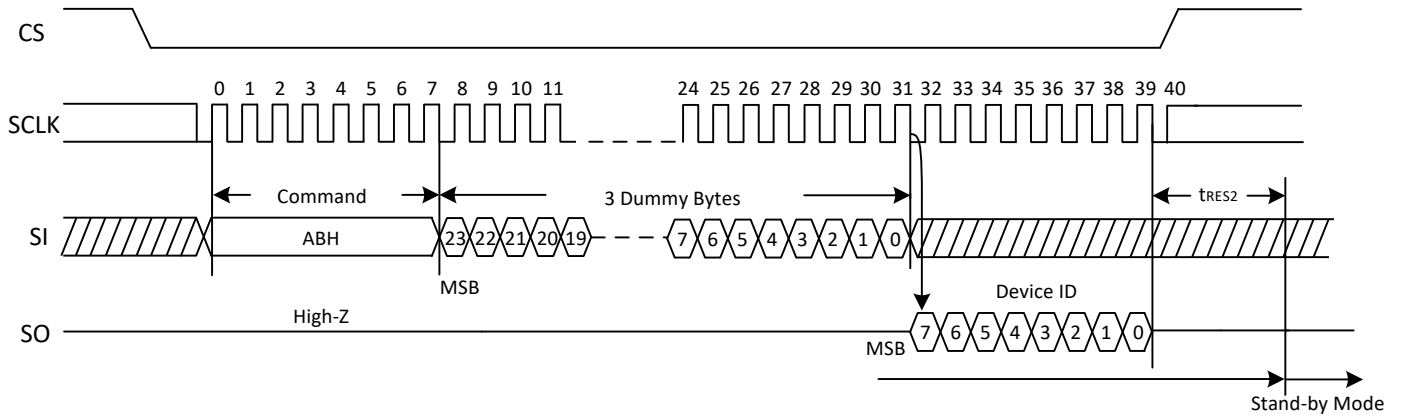 CS
0 1 2 3 4 5 6 7 8 9 10 11 24 25 26 27 28 29 30 31 32 33 34 35 36 37 38 39 40
SCLK
Command 3 Dummy Bytes tRES2
SI ABH 23 22 21 20 19 7 6 5 4 3 2 1 0
MSB Device ID
High-Z
SO 7 6 5 4 3 2 1 0
MSB
Stand-by Mode